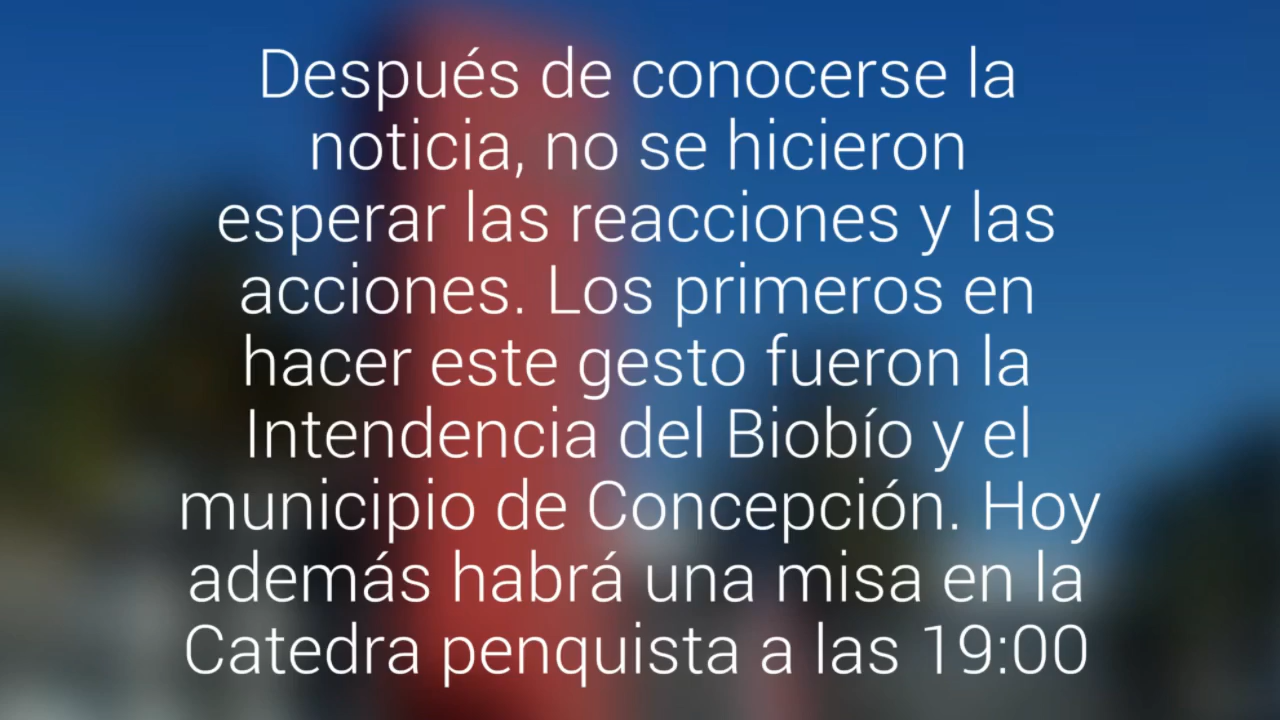 Después de conocerse la
noticia, no se hicieron
esperar las reacciones y las
acciones. Los primeros en
hacer este gesto fueron la
Intendencia del Biobío y el
municipio de Concepción. Hoy
además habrá una misa en la
Catedra penquista a las 19:00